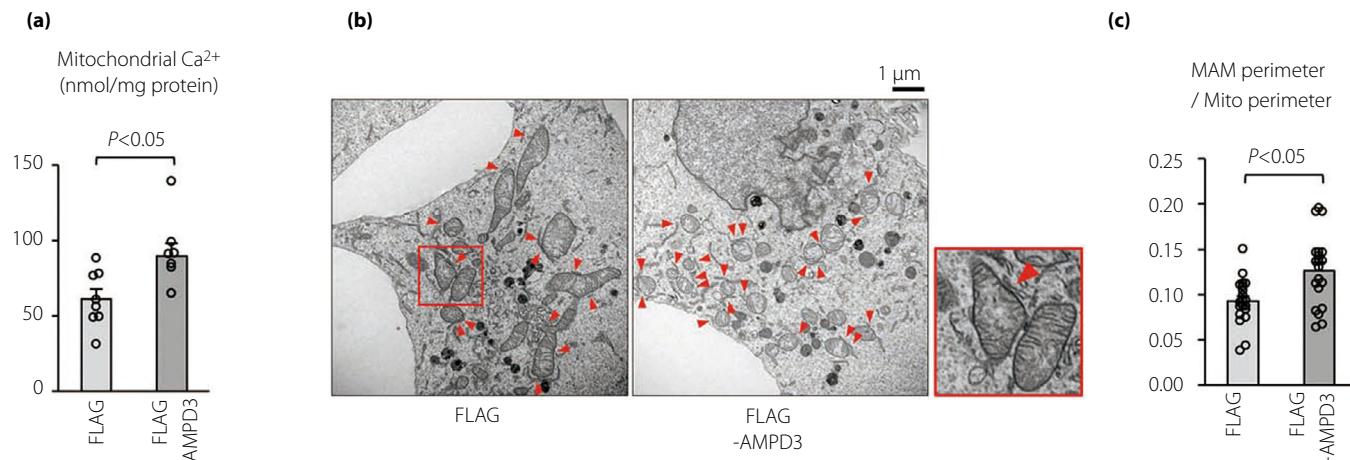 (a)
Mitochondrial Ca²⁺
(nmol/mg protein)
P<0.05
150
100
50
0
FLAG
FLAG
-AMPD3
(b)
1 μm
FLAG
FLAG
-AMPD3
(c)
MAM perimeter
/ Mito perimeter
P<0.05
0.25
0.20
0.15
0.10
0.05
0.00
FLAG
FLAG
-AMPD3